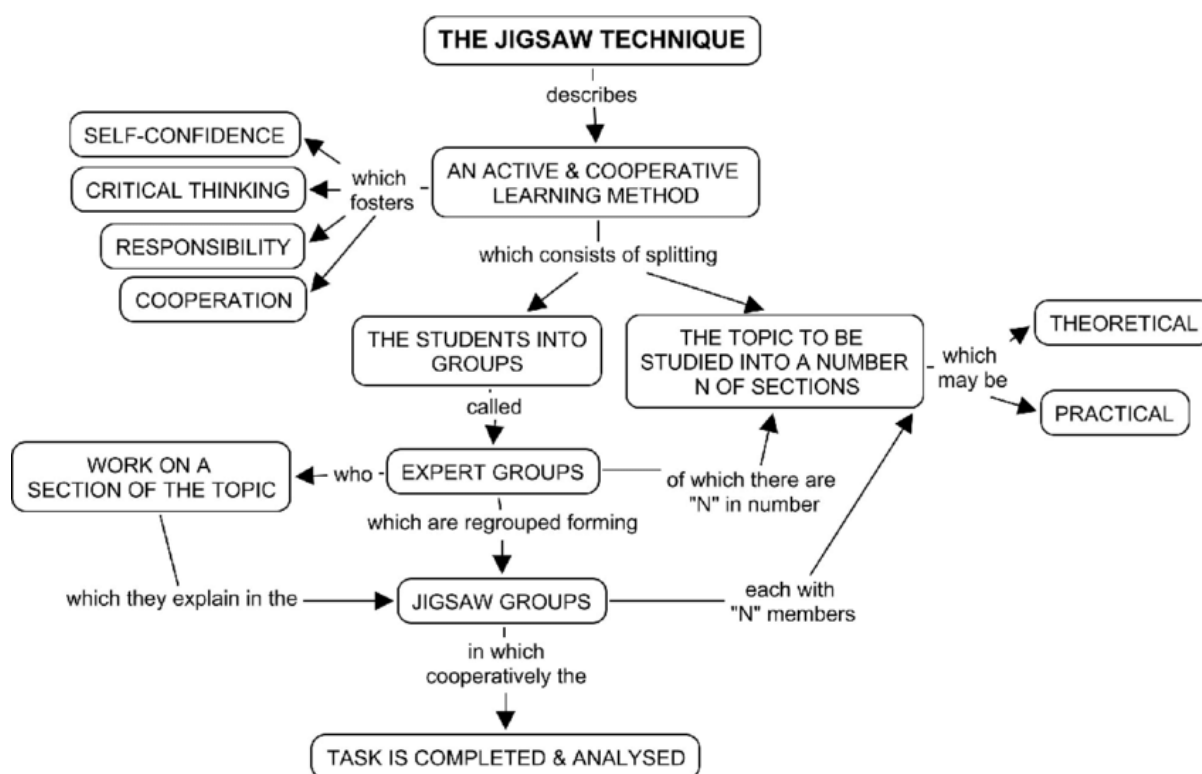 THE JIGSAW TECHNIQUE
describes
SELF-CONFIDENCE
CRITICAL THINKING
RESPONSIBILITY
COOPERATION
which
fosters
AN ACTIVE & COOPERATIVE
LEARNING METHOD
which consists of splitting
THE STUDENTS INTO
GROUPS
THE TOPIC TO BE
STUDIED INTO A NUMBER
N OF SECTIONS
which
may be
THEORETICAL
PRACTICAL
called
WORK ON A
SECTION OF THE TOPIC
who
EXPERT GROUPS
of which there are
"N" in number
which are regrouped forming
which they explain in the
JIGSAW GROUPS
each with
"N" members
in which
cooperatively the
TASK IS COMPLETED & ANALYSED